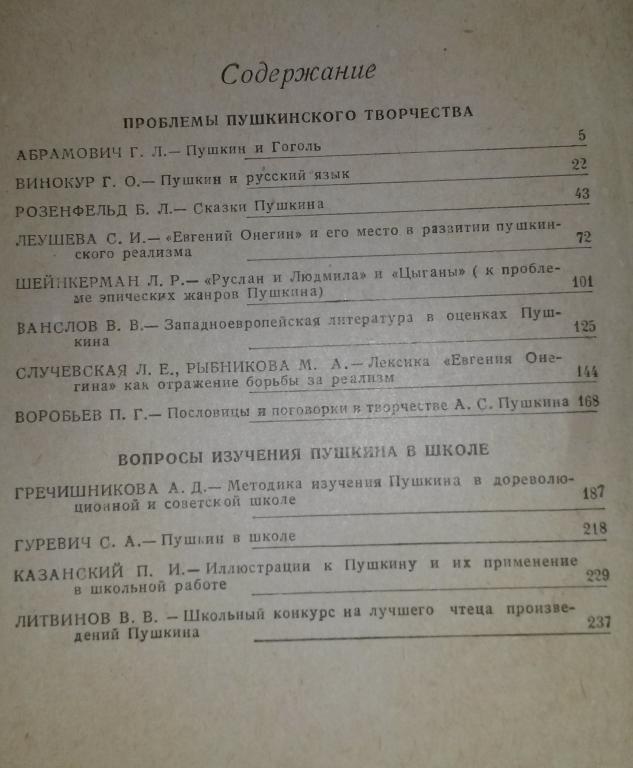 Содержание
ПРОБЛЕМЫ ПУШКИНСКОГО ТВОРЧЕСТВА
АБРАМОВИЧ Г. Л.— Пушкин и Гоголь 5
ВИНОКУР Г. О.— Пушкин и русский язык 22
РОЗЕНФЕЛЬД Б. Л.— Сказки Пушкина 43
ЛЕУШЕВА С. И.— «Евгений Онегин» и его место в развитии пушкин-
ского реализма 72
ШЕЙНКЕРМАН Л. Р.— «Руслан и Людмила» и «Цыганы» ( к пробле-
ме эпических жанров Пушкина) 101
ВАНСЛОВ В. В.— Западноевропейская литература в оценках Пуш-
кина 125
СЛУЧЕВСКАЯ Л. Е., РЫБНИКОВА М. А.— Лексика «Евгения Оне-
гина» как отражение борьбы за реализм 144
ВОРОБЬЕВ П. Г.— Пословицы и поговорки в творчестве А. С. Пушкина 168
ВОПРОСЫ ИЗУЧЕНИЯ ПУШКИНА В ШКОЛЕ
ГРЕЧИШНИКОВА А. Д.— Методика изучения Пушкина в дореволю-
ционной и советской школе 187
ГУРЕВИЧ С. А.— Пушкин в школе 218
КАЗАНСКИЙ П. И.— Иллюстрации к Пушкину и их применение
в школьной работе 229
ЛИТВИНОВ В. В. — Школьный конкурс на лучшего чтеца произве-
дений Пушкина 237